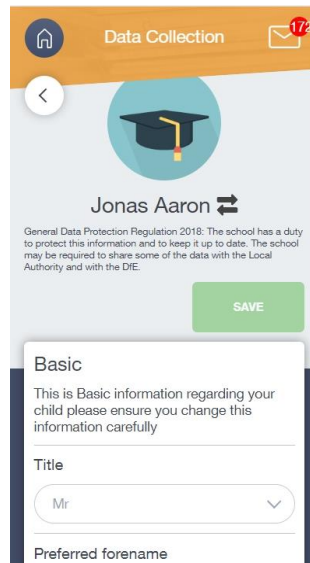 Data Collection
172
Jonas Aaron
General Data Protection Regulation 2018: The school has a duty
to protect this information and to keep it up to date. The school
may be required to share some of the data with the Local
Authority and with the DfE.
SAVE
Basic
This is Basic information regarding your
child please ensure you change this
information carefully
Title
Mr
Preferred forename